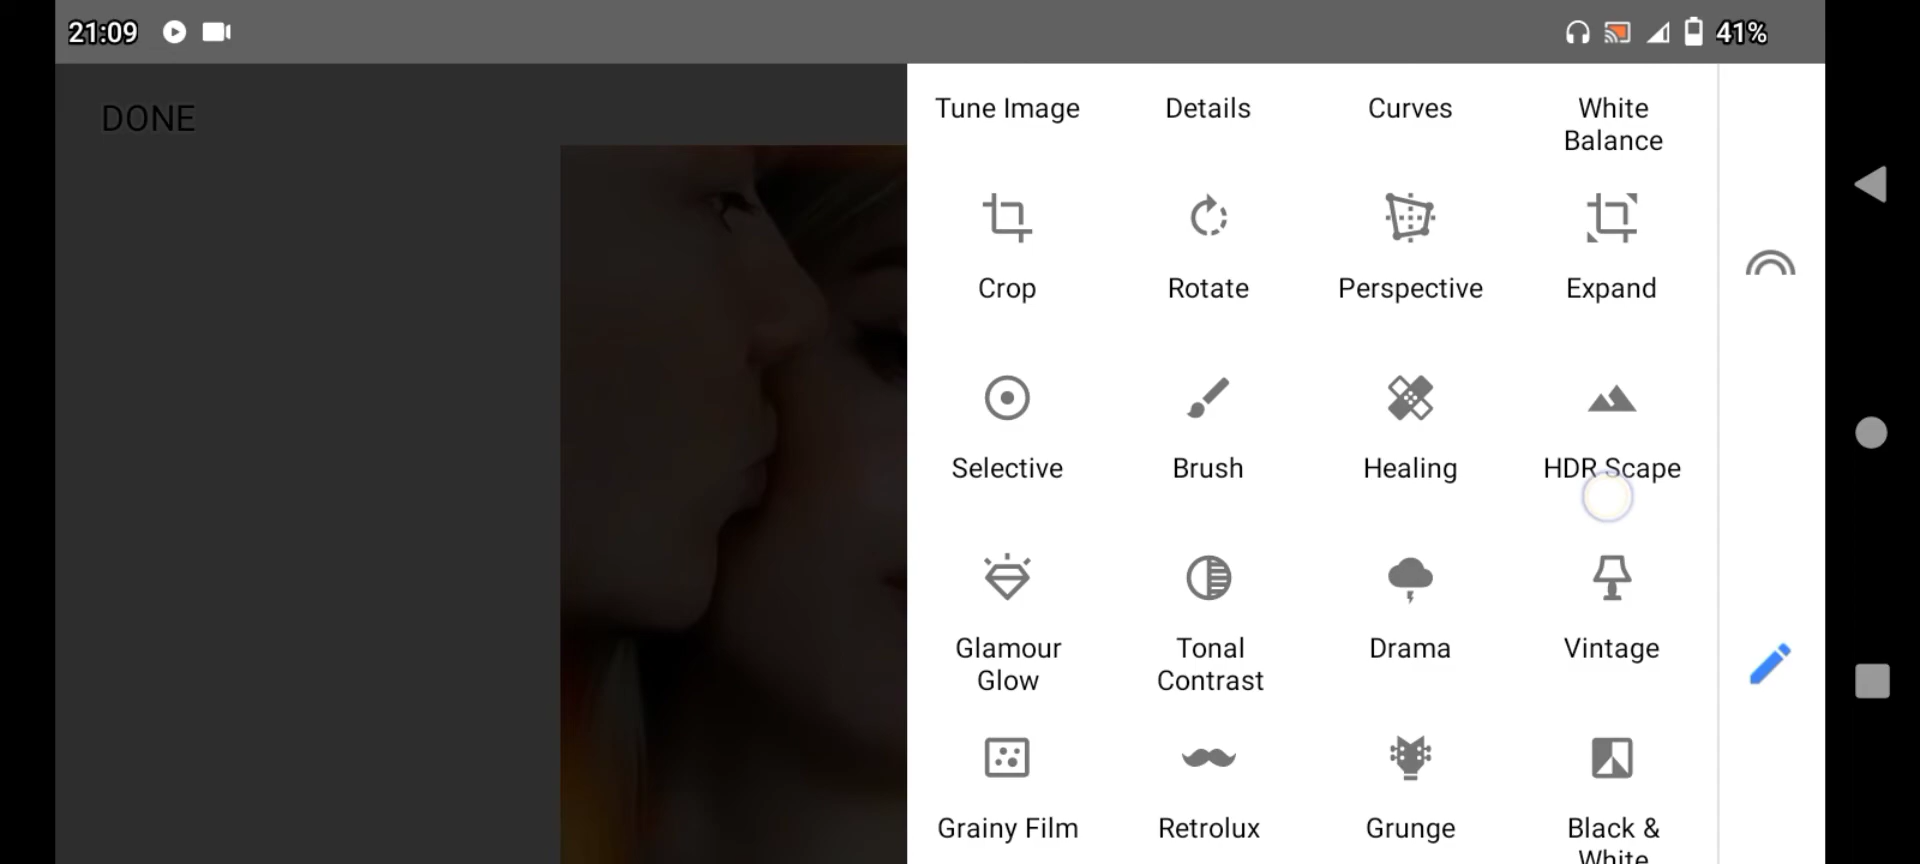 21:09
41%
DONE
Tune Image
Details
Curves
White
Balance
Crop
Rotate
Perspective
Expand
Selective
Brush
Healing
HDR Scape
Glamour
Glow
Tonal
Contrast
Drama
Vintage
Grainy Film
Retrolux
Grunge
Black &
White